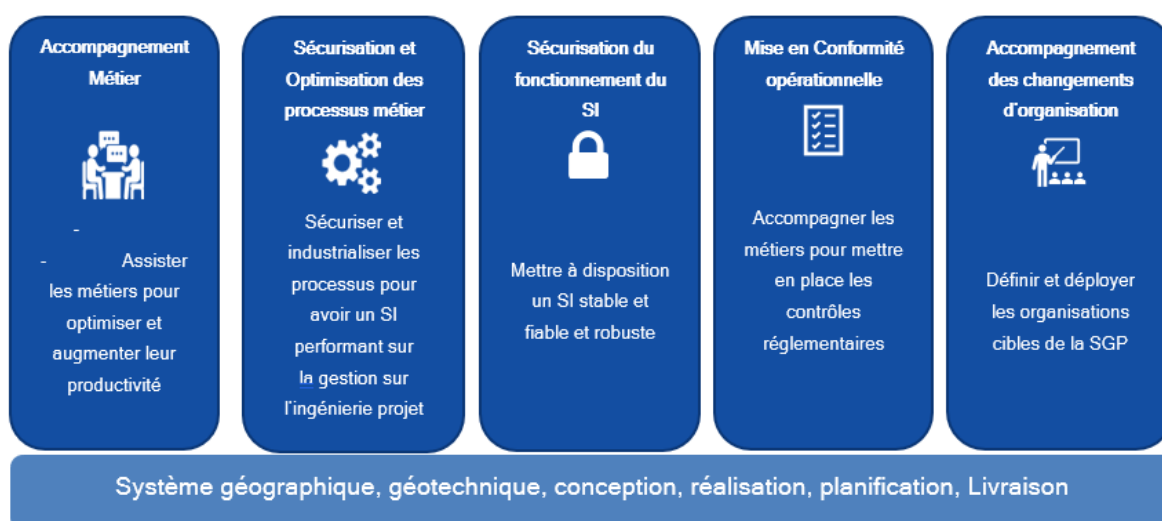 Accompagnement
Métier
-
- Assister
les métiers pour
optimiser et
augmenter leur
productivité
Sécurisation et
Optimisation des
processus métier
Sécuriser et
industrialiser les
processus pour
avoir un SI
performant sur
la gestion sur
l'ingénierie projet
Sécurisation du
fonctionnement du
SI
Mettre à disposition
un SI stable et
fiable et robuste
Mise en Conformité
opérationnelle
Accompagner les
métiers pour mettre
en place les
contrôles
réglementaires
Accompagnement
des changements
d'organisation
Définir et déployer
les organisations
cibles de la SGP
Système géographique, géotechnique, conception, réalisation, planification, Livraison